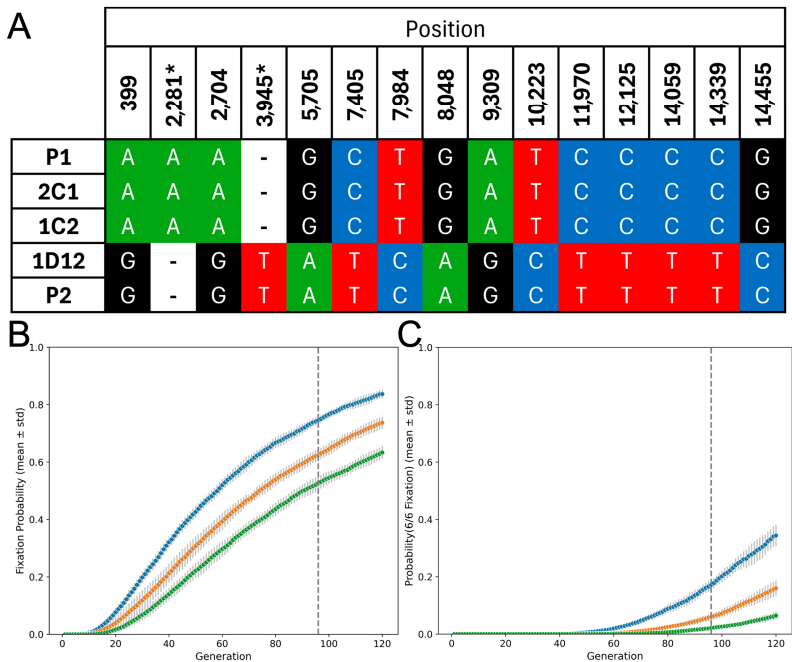 A
Position
399 2,281* 2,704 3,945* 5,705 7,405 7,984 8,048 9,309 10,223 11,970 12,125 14,059 14,339 14,455
P1 A A A - G C T G A T C C C C G
2C1 A A A - G C T G A T C C C C G
1C2 A A A - G C T G A T C C C C G
1D12 G - G T A T C A G C T T T T C
P2 G - G T A T C A G C T T T T C
B
Fixation Probability (mean ± std)
1.0
0.8
0.6
0.4
0.2
0.0
0 20 40 60 80 100 120
Generation
C
Probability(6/6 Fixation) (mean ± std)
1.0
0.8
0.6
0.4
0.2
0.0
0 20 40 60 80 100 120
Generation